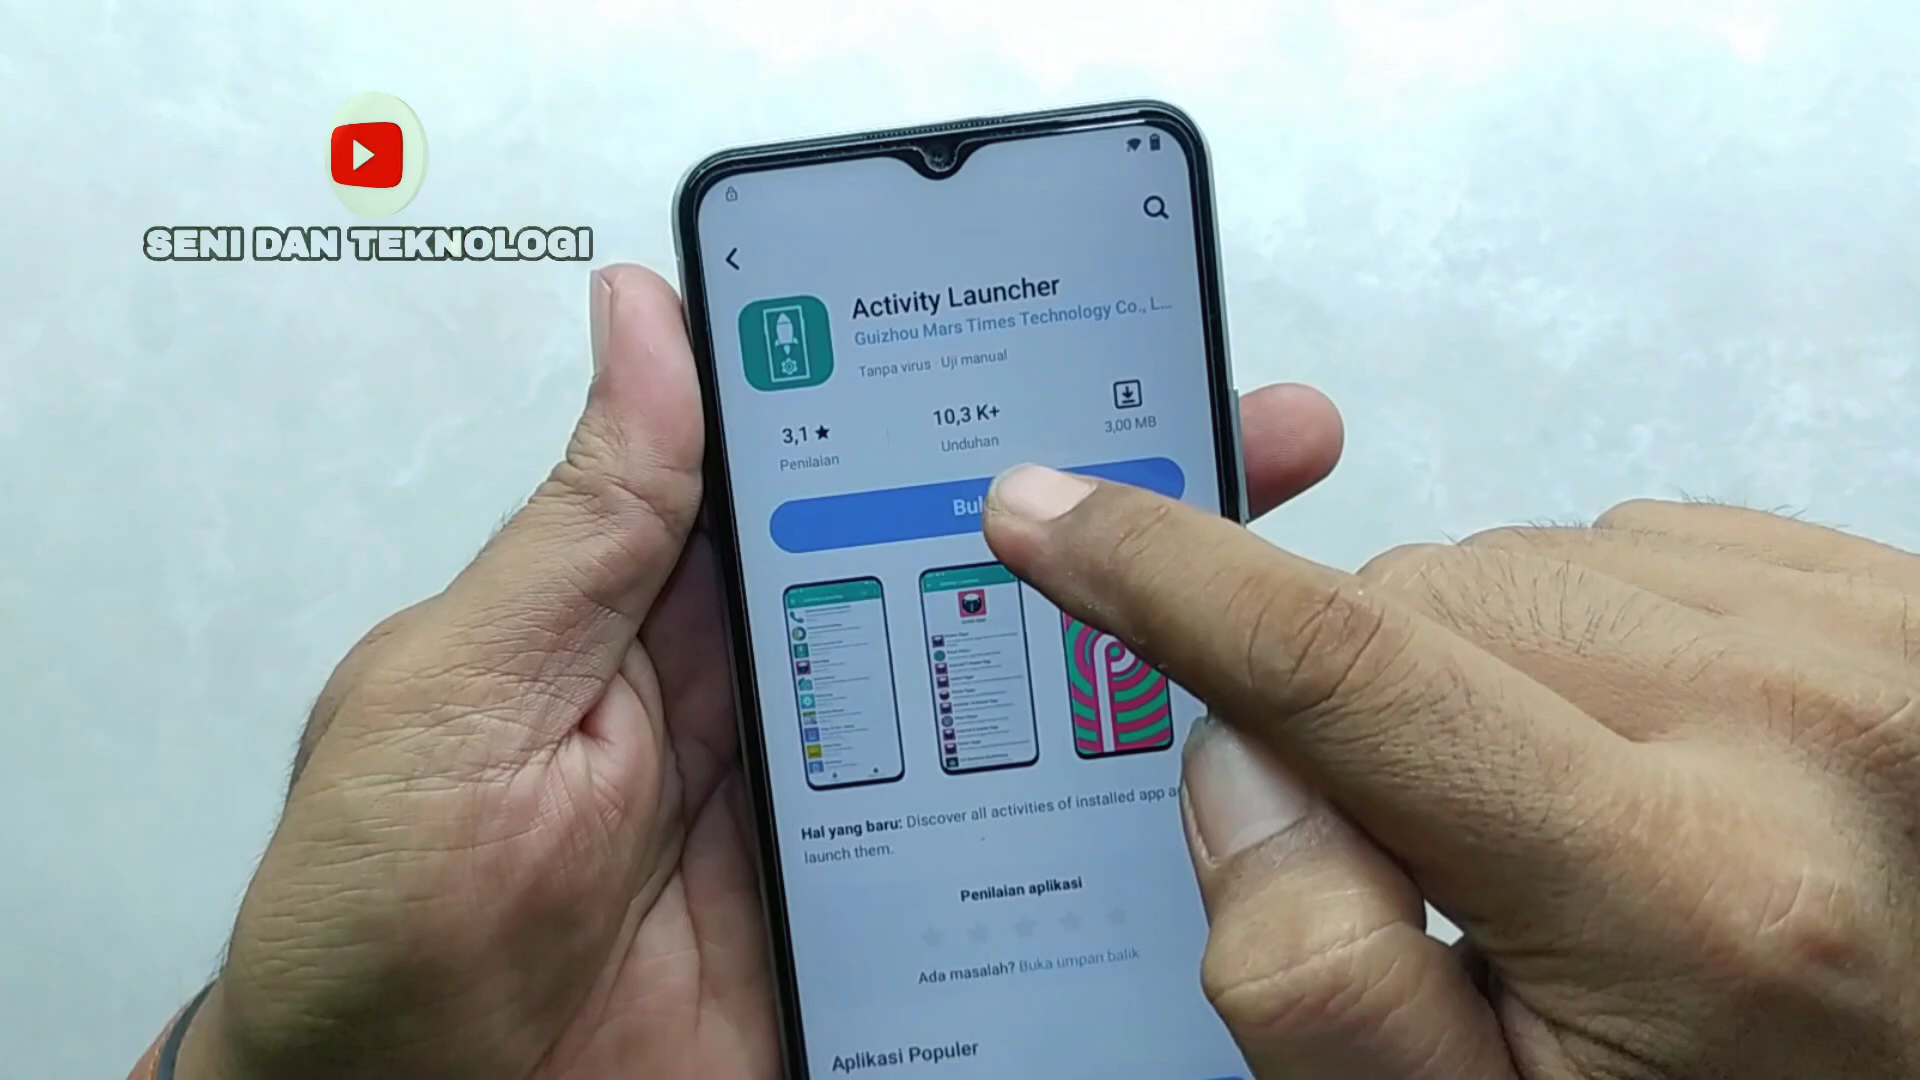 SENI DAN TEKNOLOGI
Activity Launcher
Guizhou Mars Times Technology Co., L...
Tanpa virus · Uji manual
3,1 ★
10,3 K+
3,00 MB
Penilaian
Unduhan
Hal yang baru: Discover all activities of installed app
launch them.
Penilaian aplikasi
Ada masalah? Buka umpan balik
Aplikasi Populer